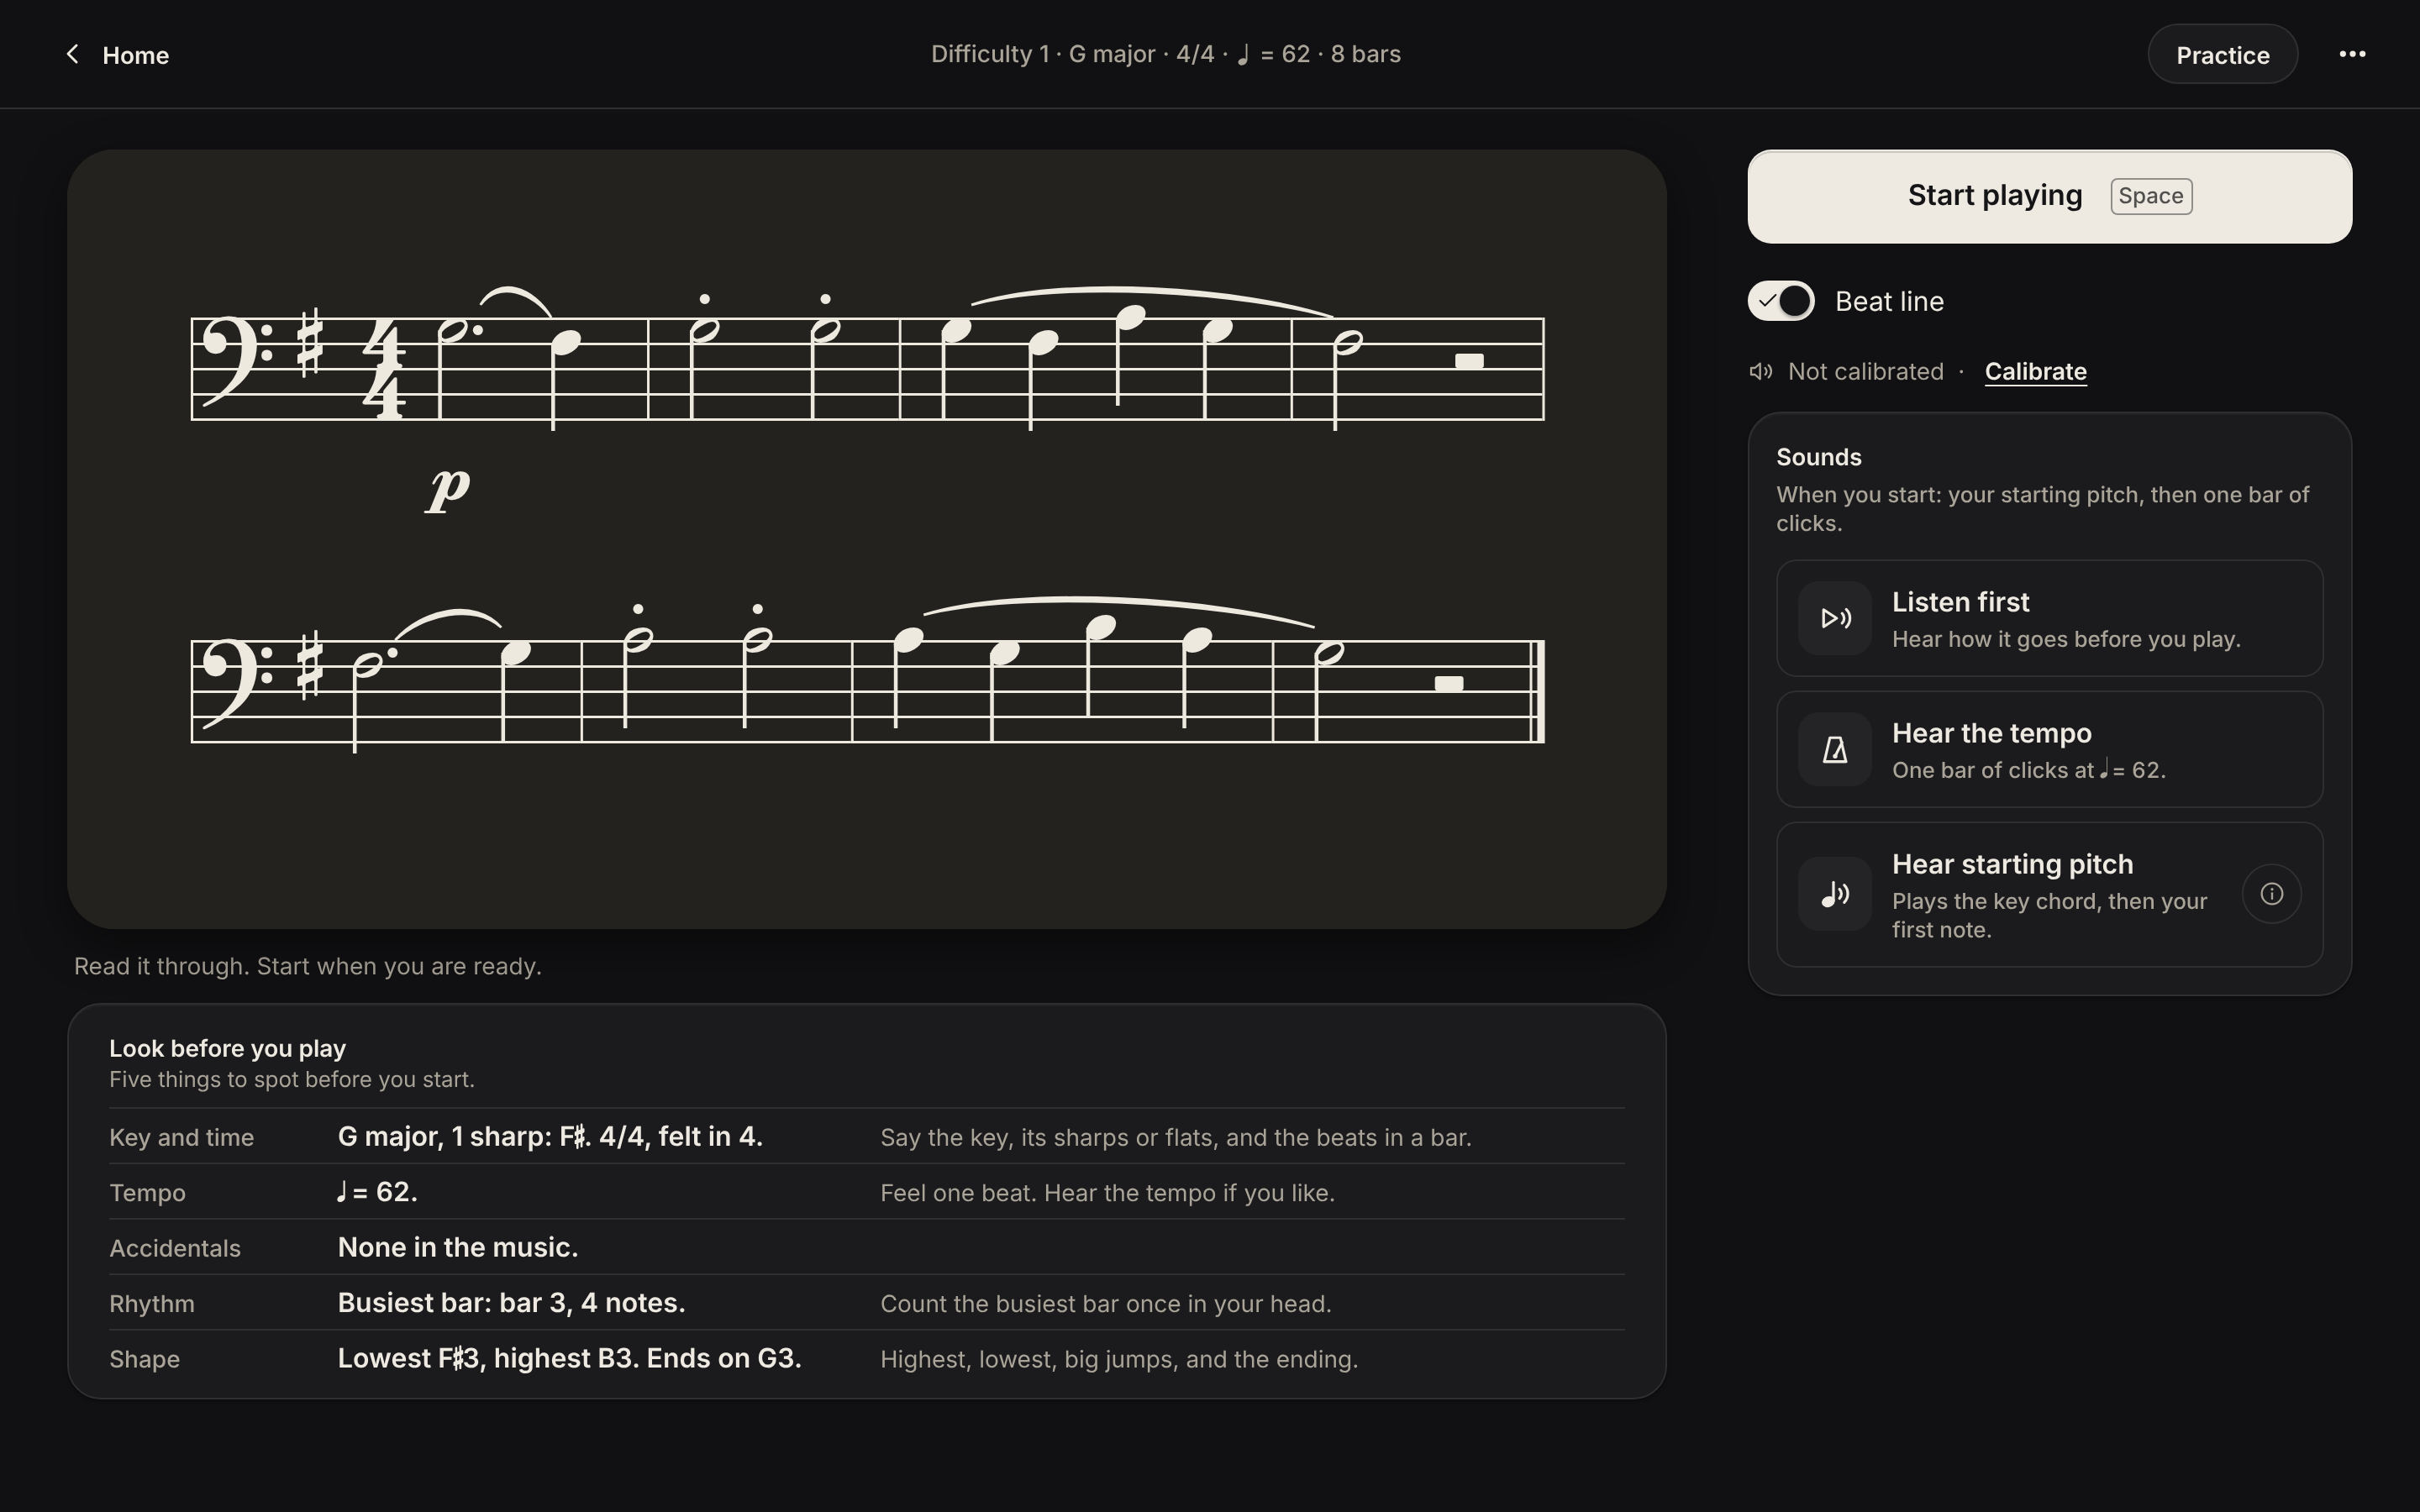 Home
Difficulty 1 · G major · 4/4 · ♩ = 62 · 8 bars
Practice
4
4
p
Read it through. Start when you are ready.
Look before you play
Five things to spot before you start.
Key and time G major, 1 sharp: F♯. 4/4, felt in 4. Say the key, its sharps or flats, and the beats in a bar.
Tempo ♩ = 62. Feel one beat. Hear the tempo if you like.
Accidentals None in the music.
Rhythm Busiest bar: bar 3, 4 notes. Count the busiest bar once in your head.
Shape Lowest F♯3, highest B3. Ends on G3. Highest, lowest, big jumps, and the ending.
Start playing Space
Beat line
Not calibrated · Calibrate
Sounds
When you start: your starting pitch, then one bar of
clicks.
Listen first
Hear how it goes before you play.
Hear the tempo
One bar of clicks at ♩ = 62.
Hear starting pitch
Plays the key chord, then your
first note.